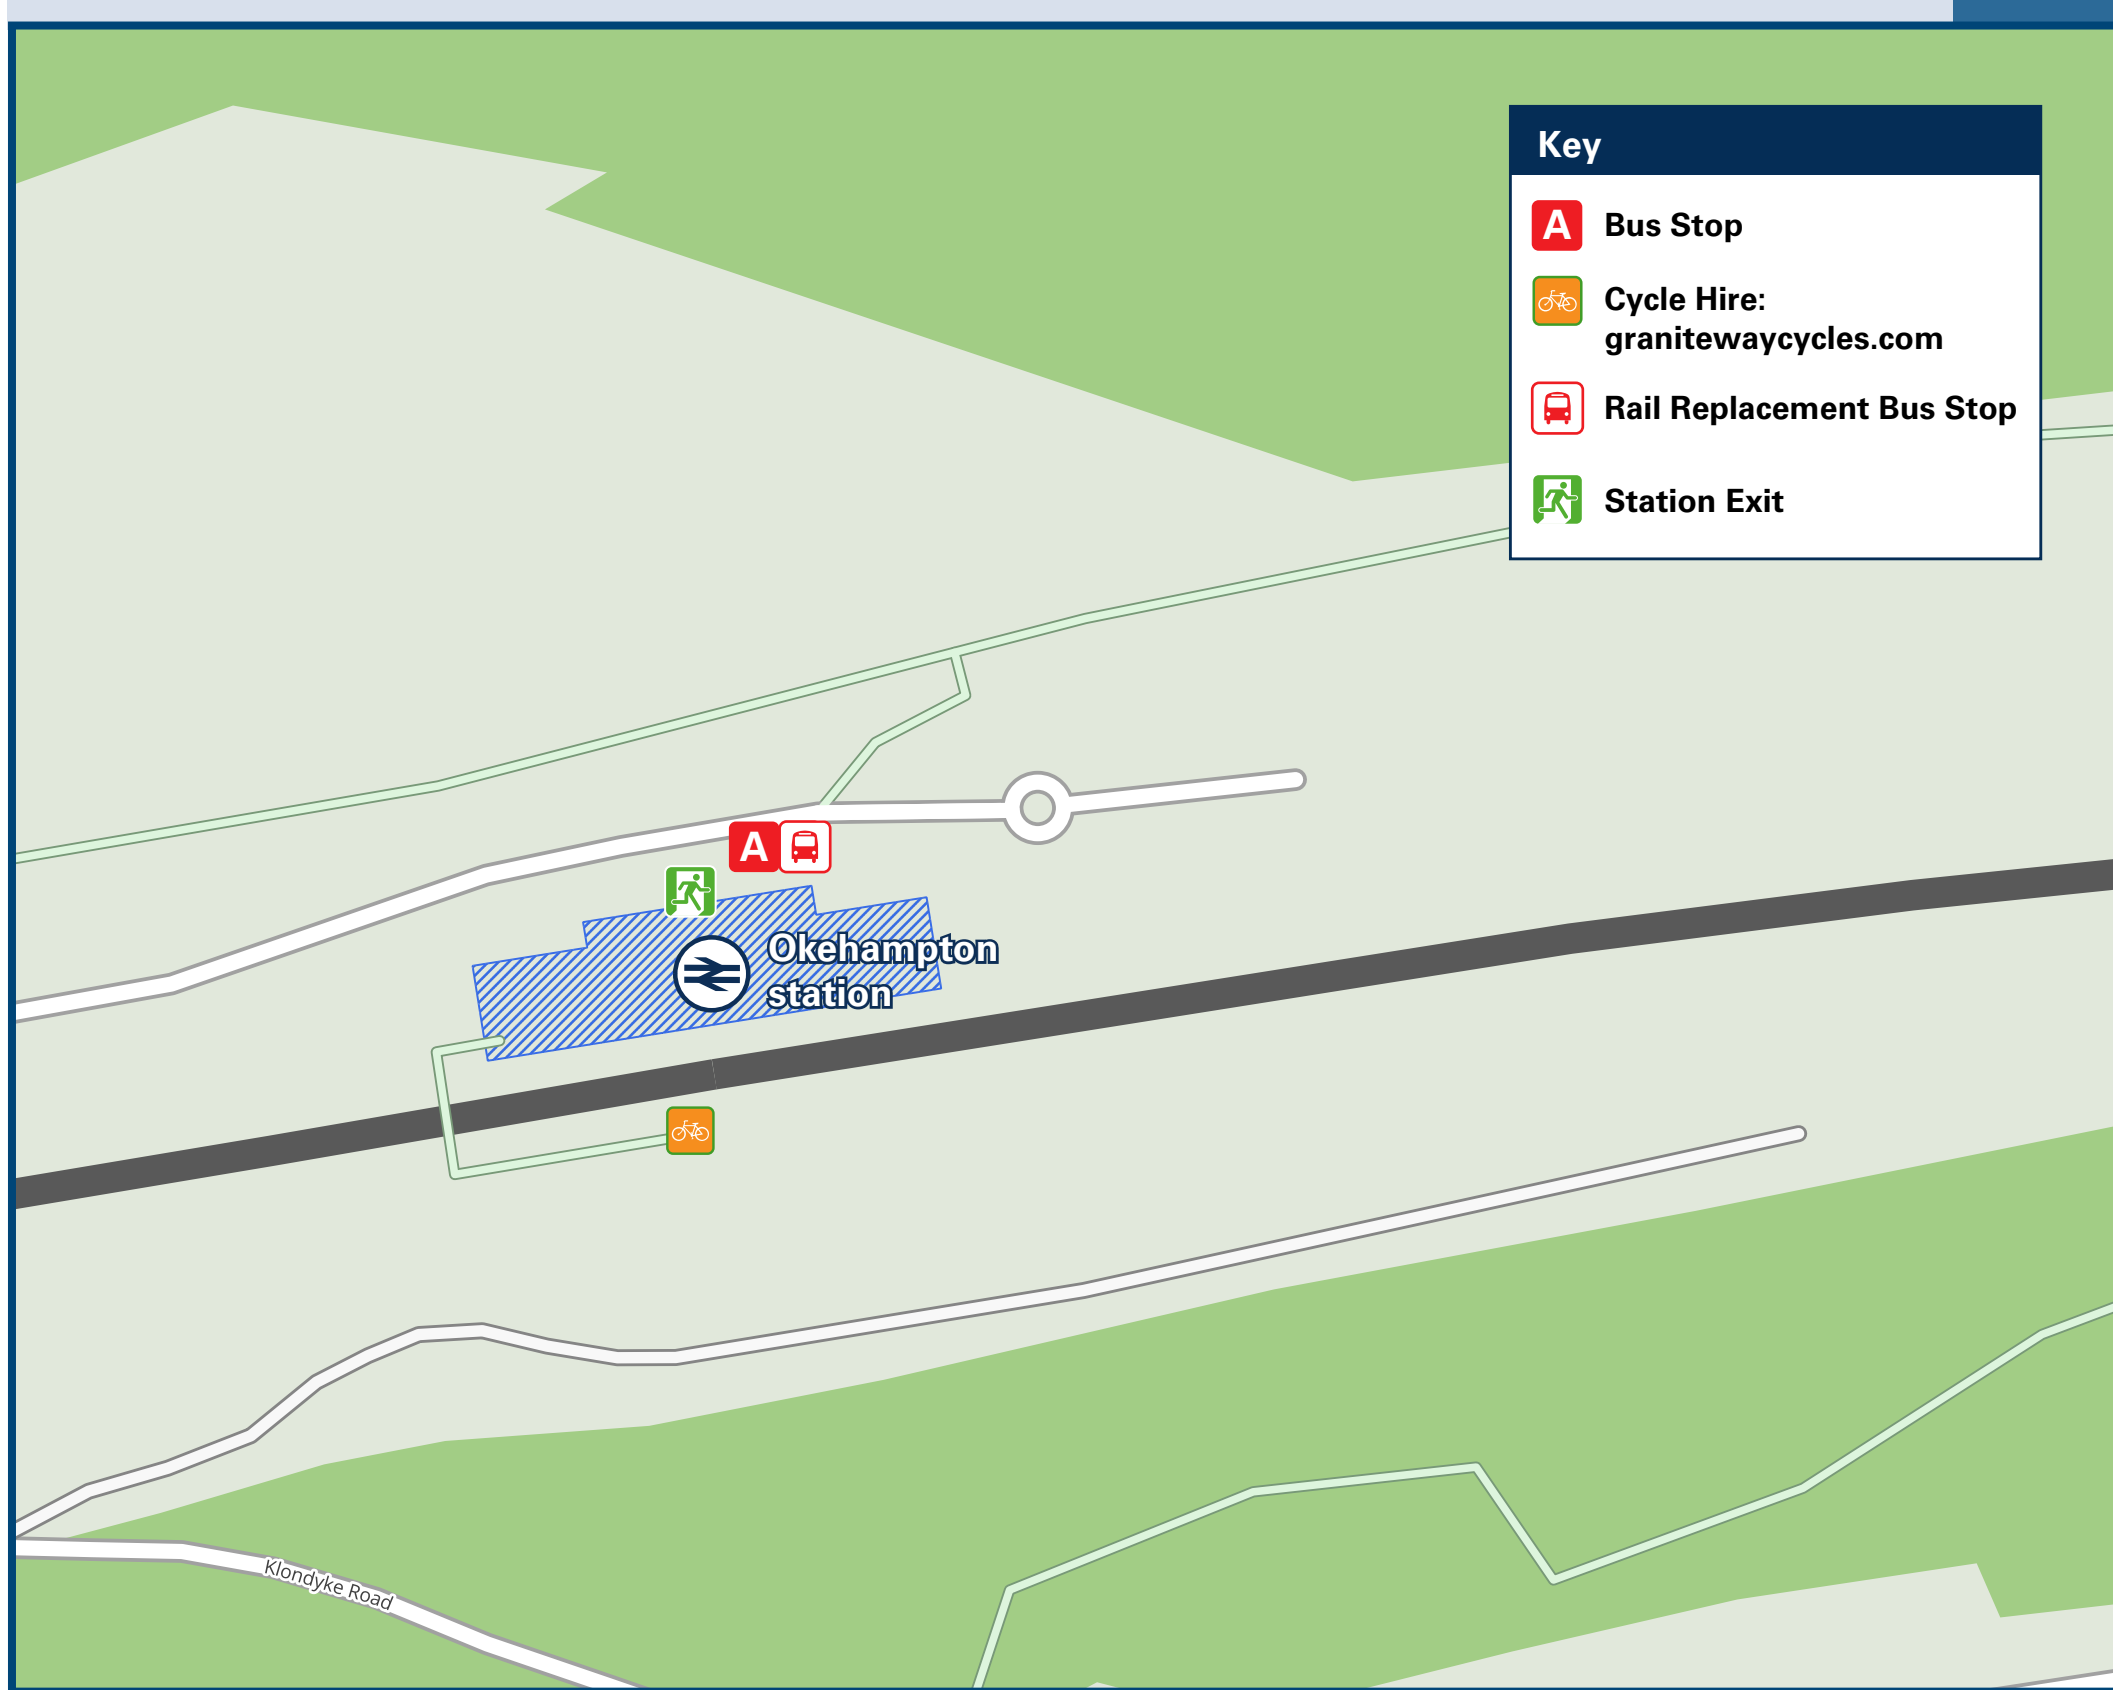 Key
A
Bus Stop
Cycle Hire:
granitewaycycles.com
Rail Replacement Bus Stop
Station Exit
A
Okehampton
station
Klondyke Road